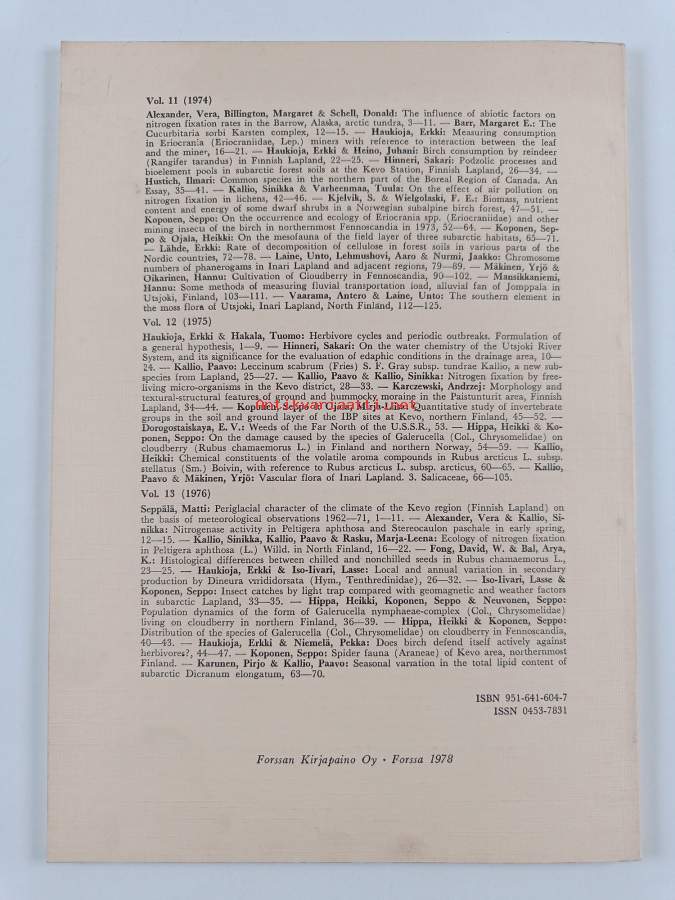 Vol. 11 (1974)
Alexander, Vera, Billington, Margaret & Schell, Donald: The influence of abiotic factors on
nitrogen fixation rates in the Barrow, Alaska, arctic tundra, 3—11. — Barr, Margaret E.: The
Cucurbitaria sorbi Karsten complex, 12—15. — Haukioja, Erkki: Measuring consumption
in Eriocrania (Eriocraniidae, Lep.) miners with reference to interaction between the leaf
and the miner, 16—21. — Haukioja, Erkki & Heino, Juhani: Birch consumption by reindeer
(Rangifer tarandus) in Finnish Lapland, 22—25. — Hinneri, Sakari: Podzolic processes and
bioelement pools in subarctic forest soils at the Kevo Station, Finnish Lapland, 26—34. —
Hustich, Ilmari: Common species in the northern part of the Boreal Region of Canada. An
Essay, 35—41. — Kallio, Sinikka & Varheenmaa, Tuula: On the effect of air pollution on
nitrogen fixation in lichens, 42—46. — Kjelvik, S. & Wielgolaski, F. E.: Biomass, nutrient
content and energy of some dwarf shrubs in a Norwegian subalpine birch forest, 47—51. —
Koponen, Seppo: On the occurrence and ecology of Eriocrania spp. (Eriocraniidae) and other
mining insects of the birch in northernmost Fennoscandia in 1973, 52—64. — Koponen, Sep-
po & Ojala, Heikki: On the mesofauna of the field layer of three subarctic habitats, 65—71.
— Lähde, Erkki: Rate of decomposition of cellulose in forest soils in various parts of the
Nordic countries, 72—78. — Laine, Unto, Lehmushovi, Aaro & Nurmi, Jaakko: Chromosome
numbers of phanerogams in Inari Lapland and adjacent regions, 79—89. — Mäkinen, Yrjö &
Oikarinen, Hannu: Cultivation of Cloudberry in Fennoscandia, 90—102. — Mansikkaniemi,
Hannu: Some methods of measuring fluvial transportation load, alluvial fan of Jomppala in
Utsjoki, Finland, 103—111. — Vaarama, Antero & Laine, Unto: The southern element in
the moss flora of Utsjoki, Inari Lapland, North Finland, 112—125.
Vol. 12 (1975)
Haukioja, Erkki & Hakala, Tuomo: Herbivore cycles and periodic outbreaks. Formulation of
a general hypothesis, 1—9. — Hinneri, Sakari: On the water chemistry of the Utsjoki River
System, and its significance for the evaluation of edaphic conditions in the drainage area, 10—
24. — Kallio, Paavo: Leccinum scabrum (Fries) S. F. Gray subsp. tundrae Kallio, a new sub-
species from Lapland, 25—27. — Kallio, Paavo & Kallio, Sinikka: Nitrogen fixation by free-
living micro-organisms in the Kevo district, 28—33. — Karczewski, Andrzej: Morphology and
textural-structural features of ground and hummocky moraine in the Paistunturit area, Finnish
Lapland, 34—44. — Koponen, Seppo & Ojala, Marja-Liisa: Quantitative study of invertebrate
groups in the soil and ground layer of the IBP sites at Kevo, northern Finland, 45—52. —
Dorogostaiskaya, E. V.: Weeds of the Far North of the U.S.S.R., 53. — Hippa, Heikki & Ko-
ponen, Seppo: On the damage caused by the species of Galerucella (Col., Chrysomelidae) on
cloudberry (Rubus chamaemorus L.) in Finland and northern Norway, 54—59. — Kallio,
Heikki: Chemical constituents of the volatile aroma compounds in Rubus arcticus L. subsp.
stellatus (Sm.) Boivin, with reference to Rubus arcticus L. subsp. arcticus, 60—65. — Kallio,
Paavo & Mäkinen, Yrjö: Vascular flora of Inari Lapland. 3. Salicaceae, 66—105.
Vol. 13 (1976)
Seppälä, Matti: Periglacial character of the climate of the Kevo region (Finnish Lapland) on
the basis of meteorological observations 1962—71, 1—11. — Alexander, Vera & Kallio, Si-
nikka: Nitrogenase activity in Peltigera aphthosa and Stereocaulon paschale in early spring,
12—15. — Kallio, Sinikka, Kallio, Paavo & Rasku, Marja-Leena: Ecology of nitrogen fixation
in Peltigera aphthosa (L.) Willd. in North Finland, 16—22. — Fong, David, W. & Bal, Arya,
K.: Histological differences between chilled and nonchilled seeds in Rubus chamaemorus L.,
23—25. — Haukioja, Erkki & Iso-Iivari, Lasse: Local and annual variation in secondary
production by Dineura virididorsata (Hym., Tenthredinidae), 26—32. — Iso-Iivari, Lasse &
Koponen, Seppo: Insect catches by light trap compared with geomagnetic and weather factors
in subarctic Lapland, 33—35. — Hippa, Heikki, Koponen, Seppo & Neuvonen, Seppo:
Population dynamics of the form of Galerucella nymphaeae-complex (Col., Chrysomelidae)
living on cloudberry in northern Finland, 36—39. — Hippa, Heikki & Koponen, Seppo:
Distribution of the species of Galerucella (Col., Chrysomelidae) on cloudberry in Fennoscandia,
40—43. — Haukioja, Erkki & Niemelä, Pekka: Does birch defend itself actively against
herbivores?, 44—47. — Koponen, Seppo: Spider fauna (Araneae) of Kevo area, northernmost
Finland. — Karunen, Pirjo & Kallio, Paavo: Seasonal variation in the total lipid content of
subarctic Dicranum elongatum, 63—70.
ISBN 951-641-604-7
ISSN 0453-7831
Forssan Kirjapaino Oy · Forssa 1978